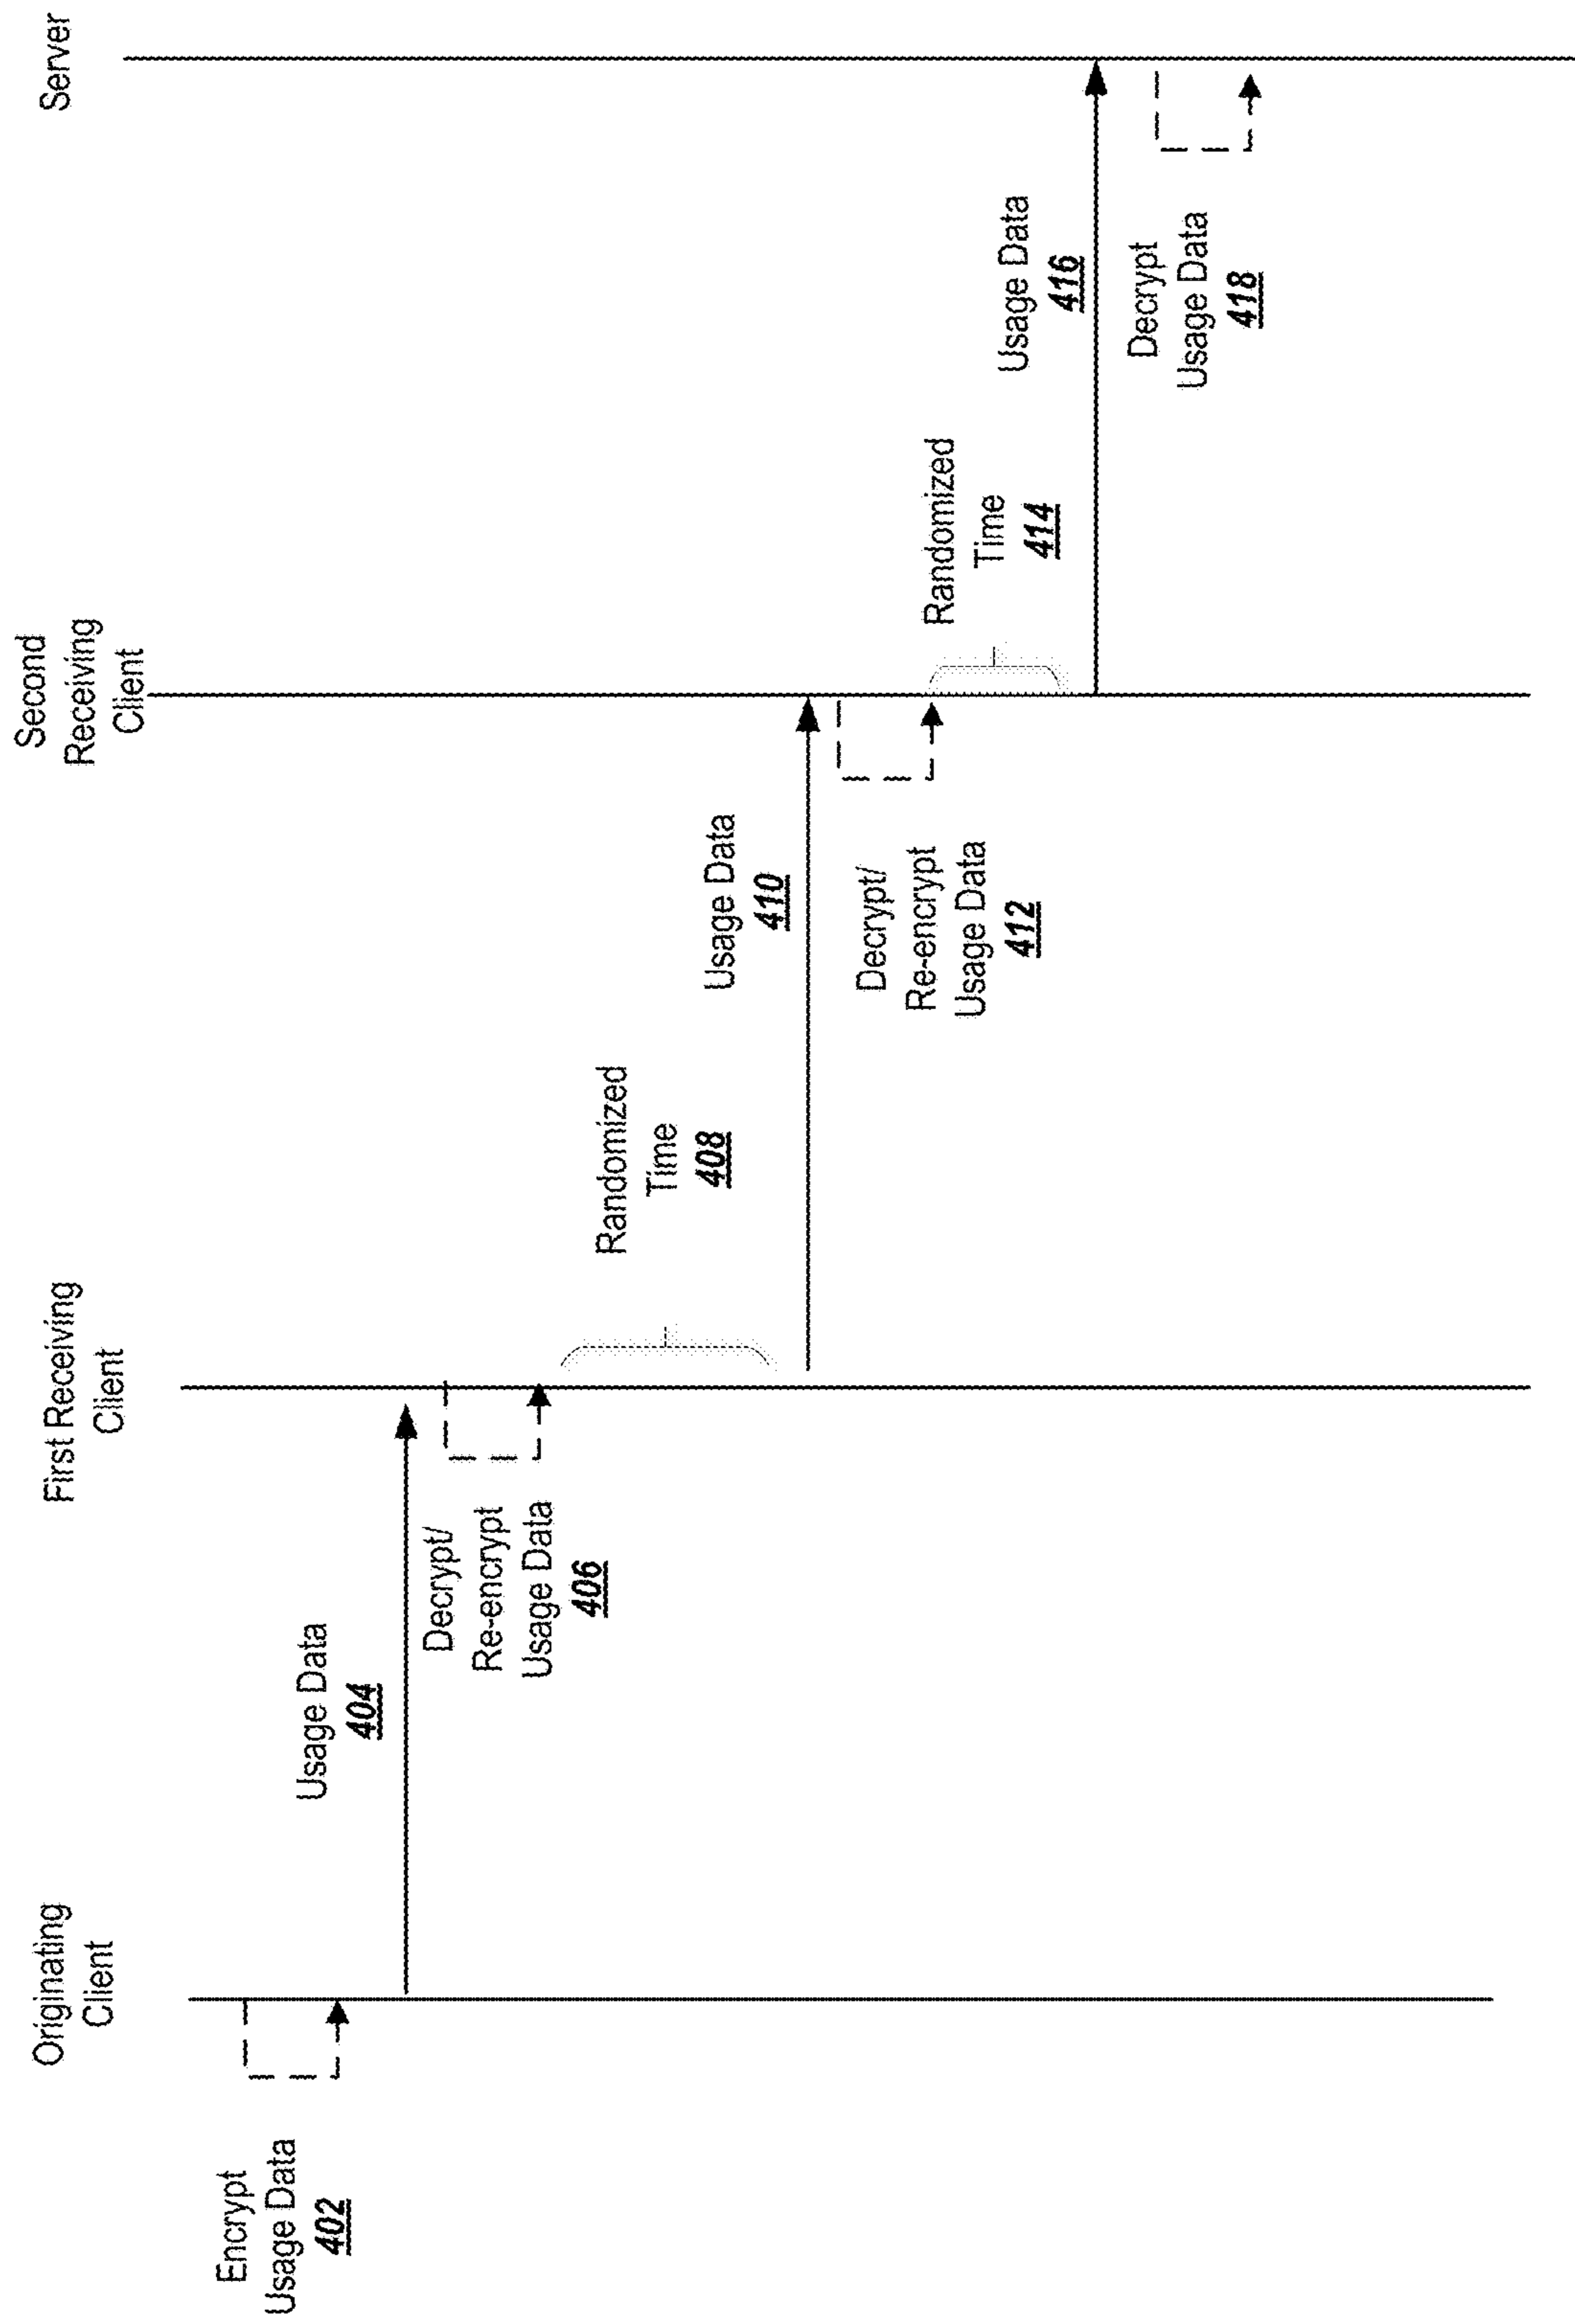 Originating
Client
First Receiving
Client
Second
Receiving
Client
Server
Encrypt
Usage Data
402
Usage Data
404
Decrypt/
Re-encrypt
Usage Data
406
Randomized
Time
408
Usage Data
410
Decrypt/
Re-encrypt
Usage Data
412
Randomized
Time
414
Usage Data
416
Decrypt
Usage Data
418